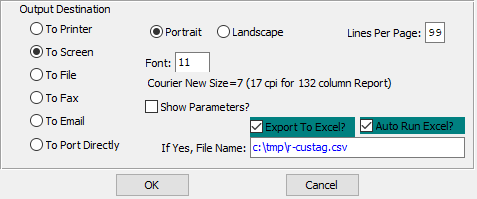 Output Destination
To Printer
To Screen
To File
To Fax
To Email
To Port Directly
Portrait
Landscape
Lines Per Page: 99
Font: 11
Courier New Size=7 (17 cpi for 132 column Report)
Show Parameters?
Export To Excel?
Auto Run Excel?
If Yes, File Name: c:\tmp\r-custag.csv
OK
Cancel